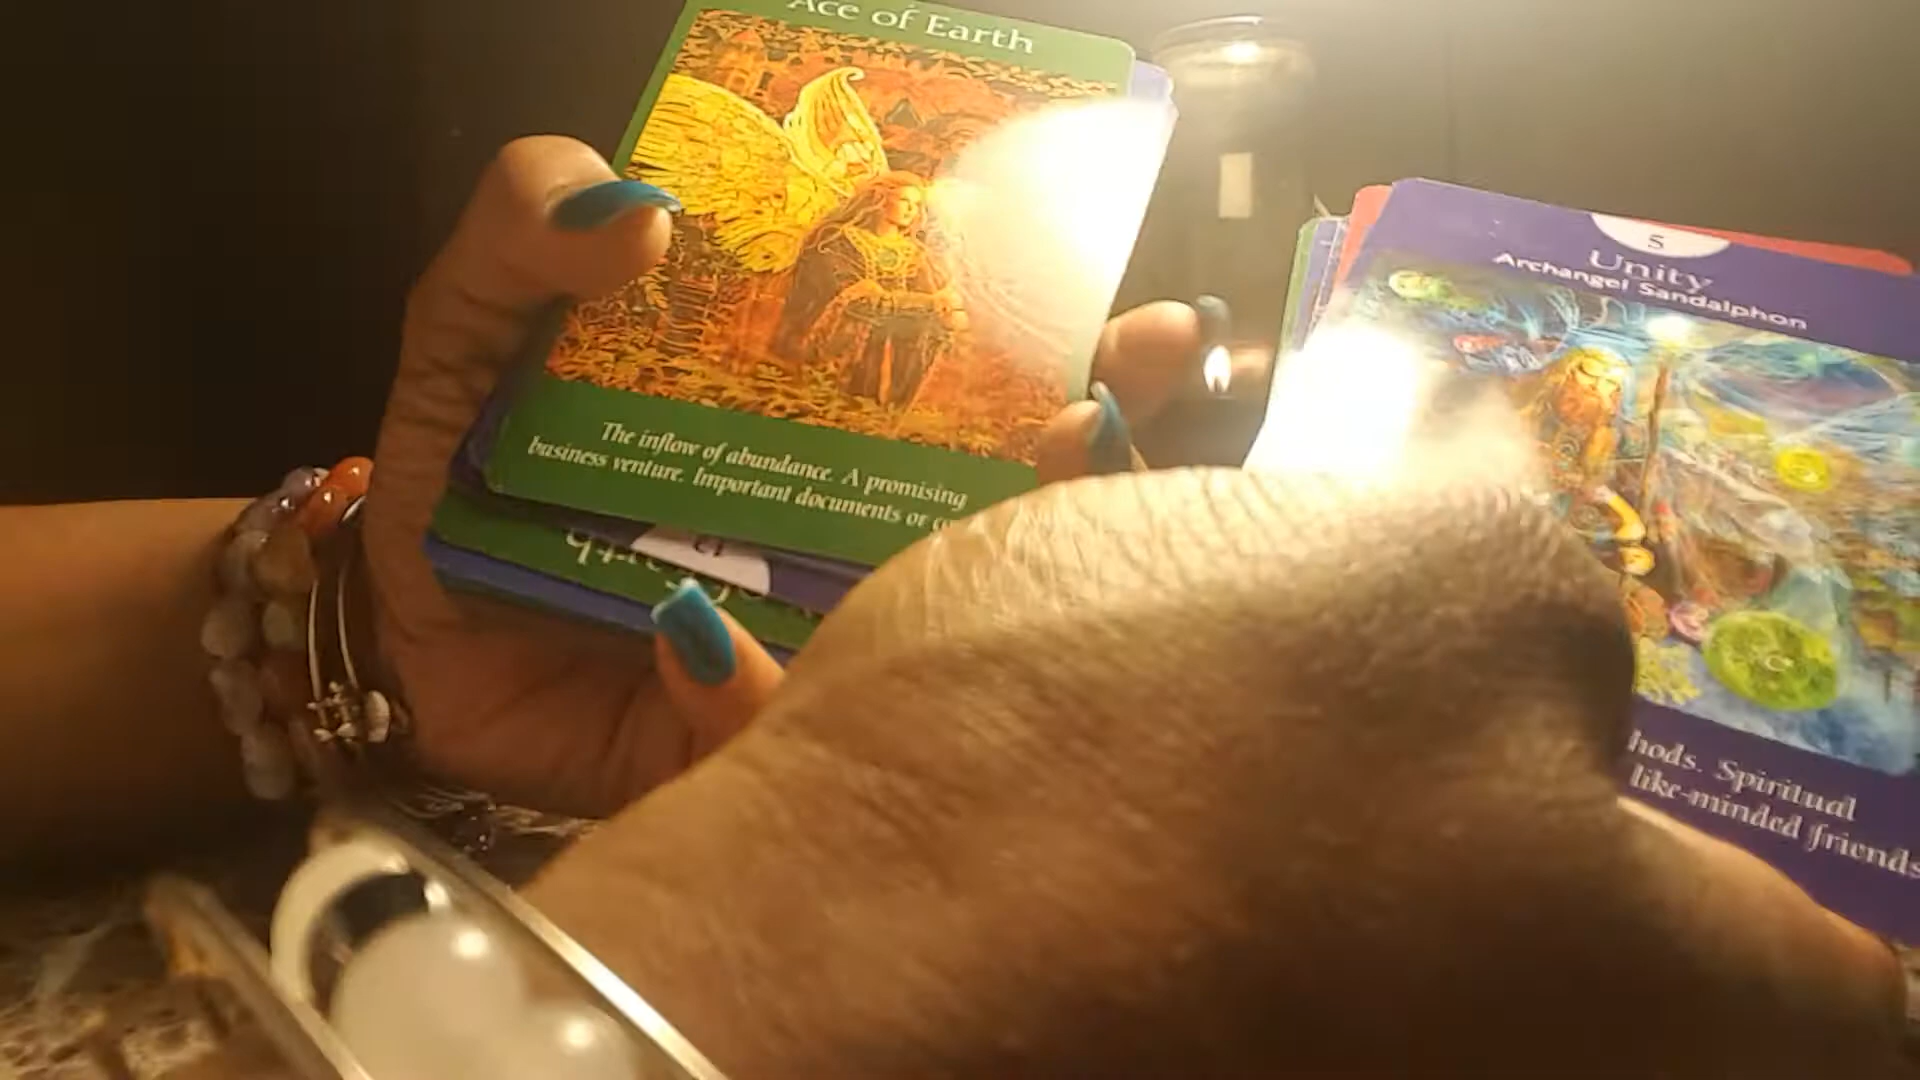 Ace of Earth
The inflow of abundance. A promising
business venture. Important documents or
5
Unity
Archangel Sandalphon
Spiritual
like-minded friends